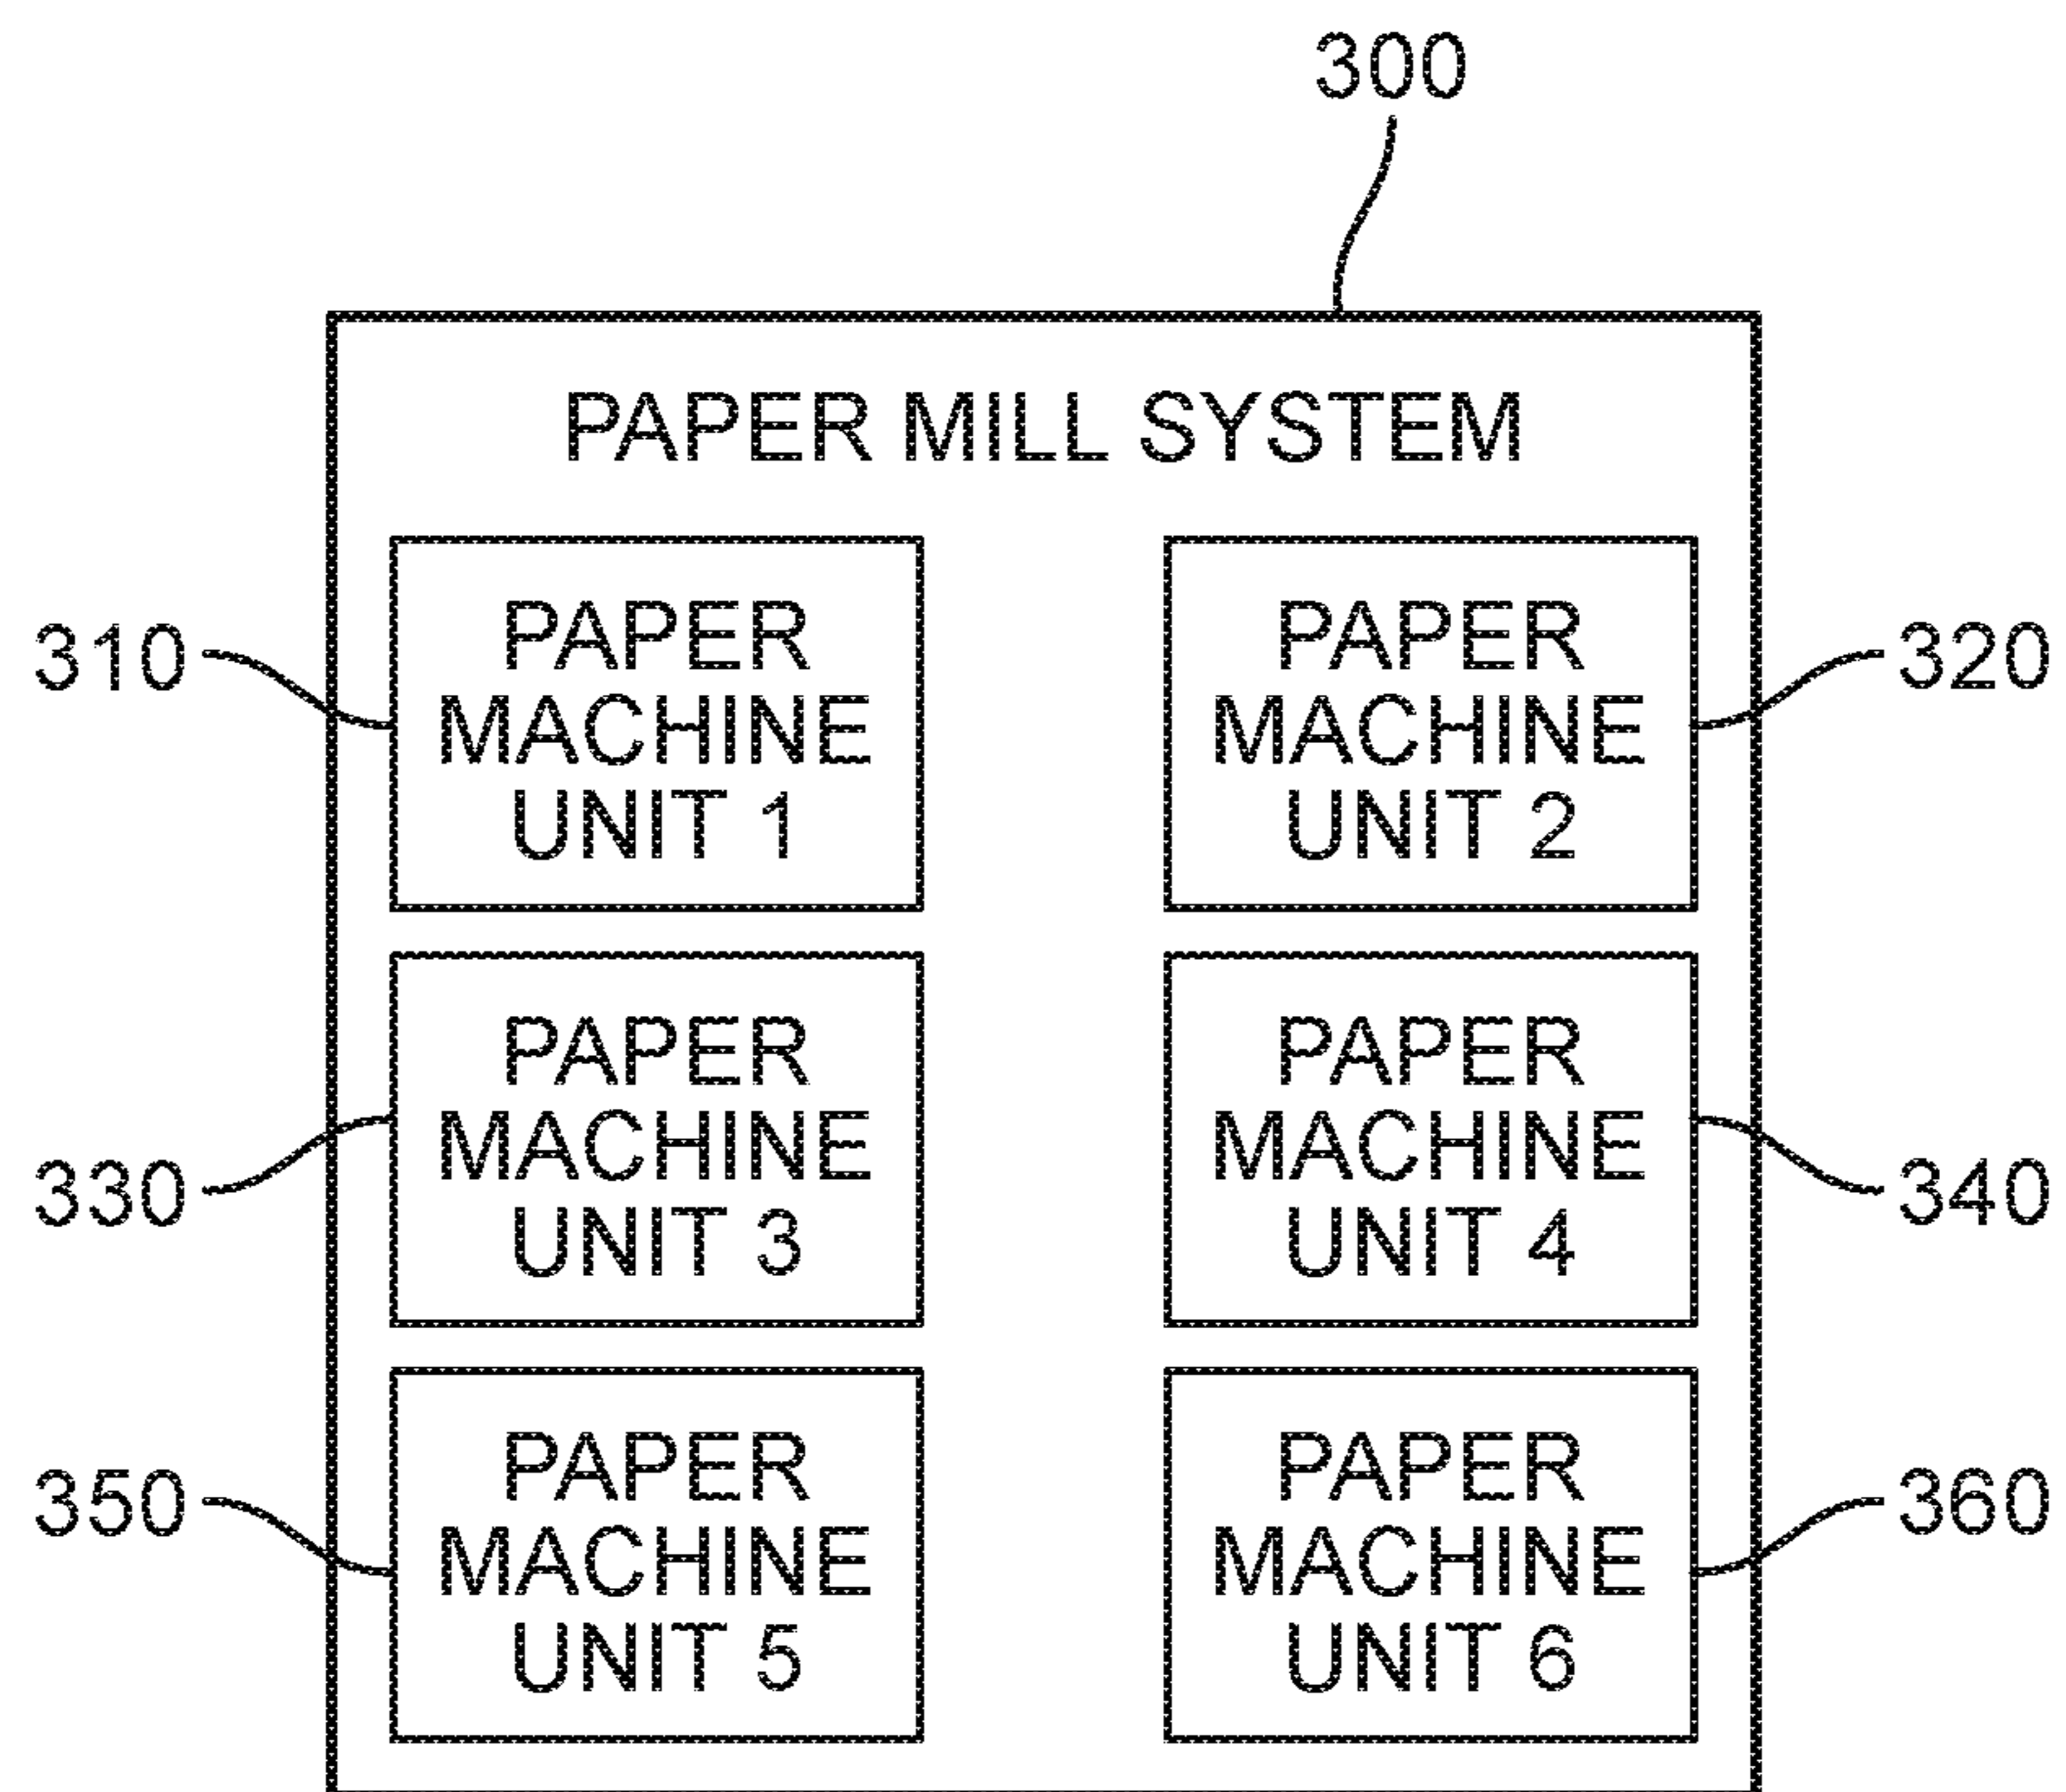 300
PAPER MILL SYSTEM
310
PAPER
MACHINE
UNIT 1
PAPER
MACHINE
UNIT 2
320
330
PAPER
MACHINE
UNIT 3
PAPER
MACHINE
UNIT 4
340
350
PAPER
MACHINE
UNIT 5
PAPER
MACHINE
UNIT 6
360